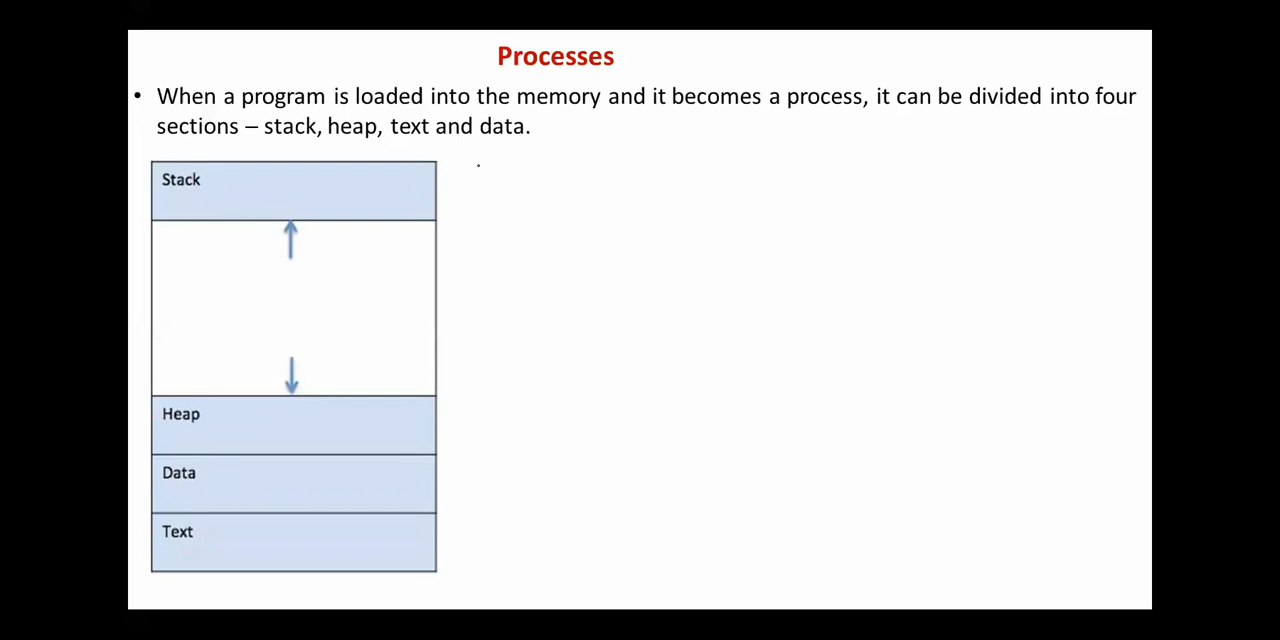 Processes
• When a program is loaded into the memory and it becomes a process, it can be divided into four
sections – stack, heap, text and data.
Stack
Heap
Data
Text